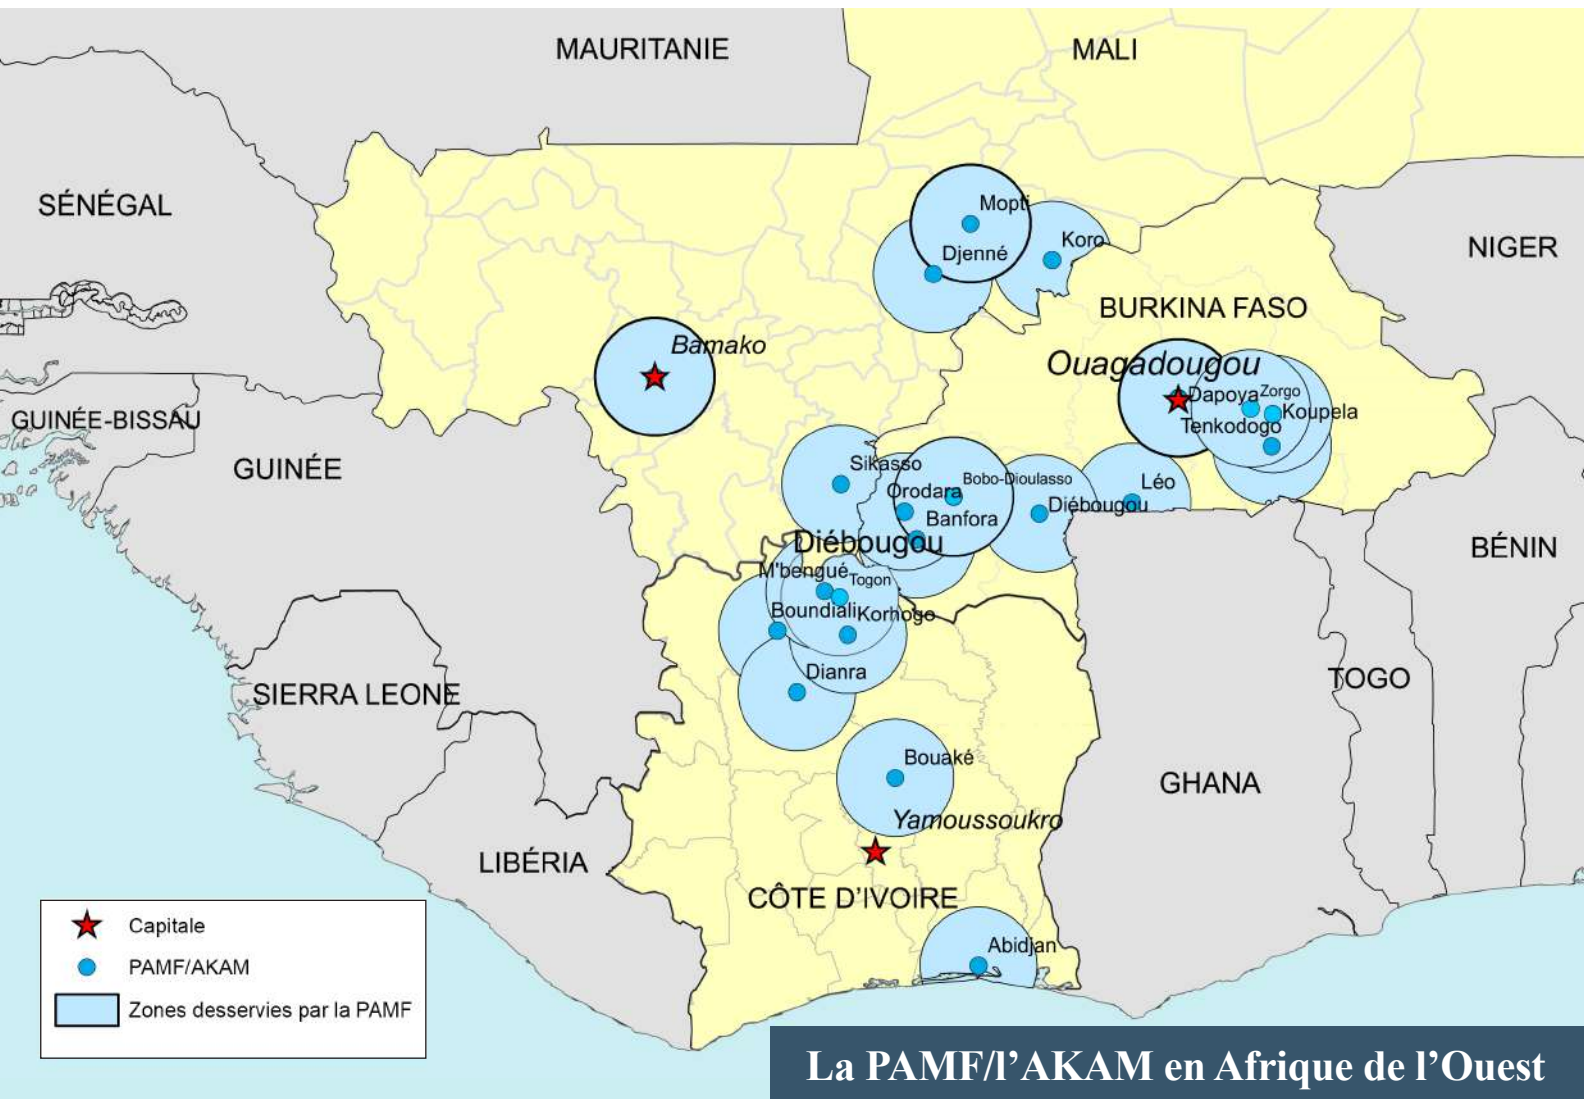 MAURITANIE
MALI
SÉNÉGAL
Mopti
Koro
NIGER
Djenné
BURKINA FASO
Bamako
Ouagadougou
Dapoya
Zorgo
Koupela
GUINÉE-BISSAU
Tenkodogo
GUINÉE
Sikasso
Bobo-Dioulasso
Léo
Orodara
Diébougou
Banfora
Diébougou
BÉNIN
M'bengué
Togon
Boundiali
Korhogo
Dianra
TOGO
SIERRA LEONE
Bouaké
GHANA
Yamoussoukro
LIBÉRIA
CÔTE D'IVOIRE
Abidjan
Capitale
PAMF/AKAM
Zones desservies par la PAMF
La PAMF/l’AKAM en Afrique de l’Ouest